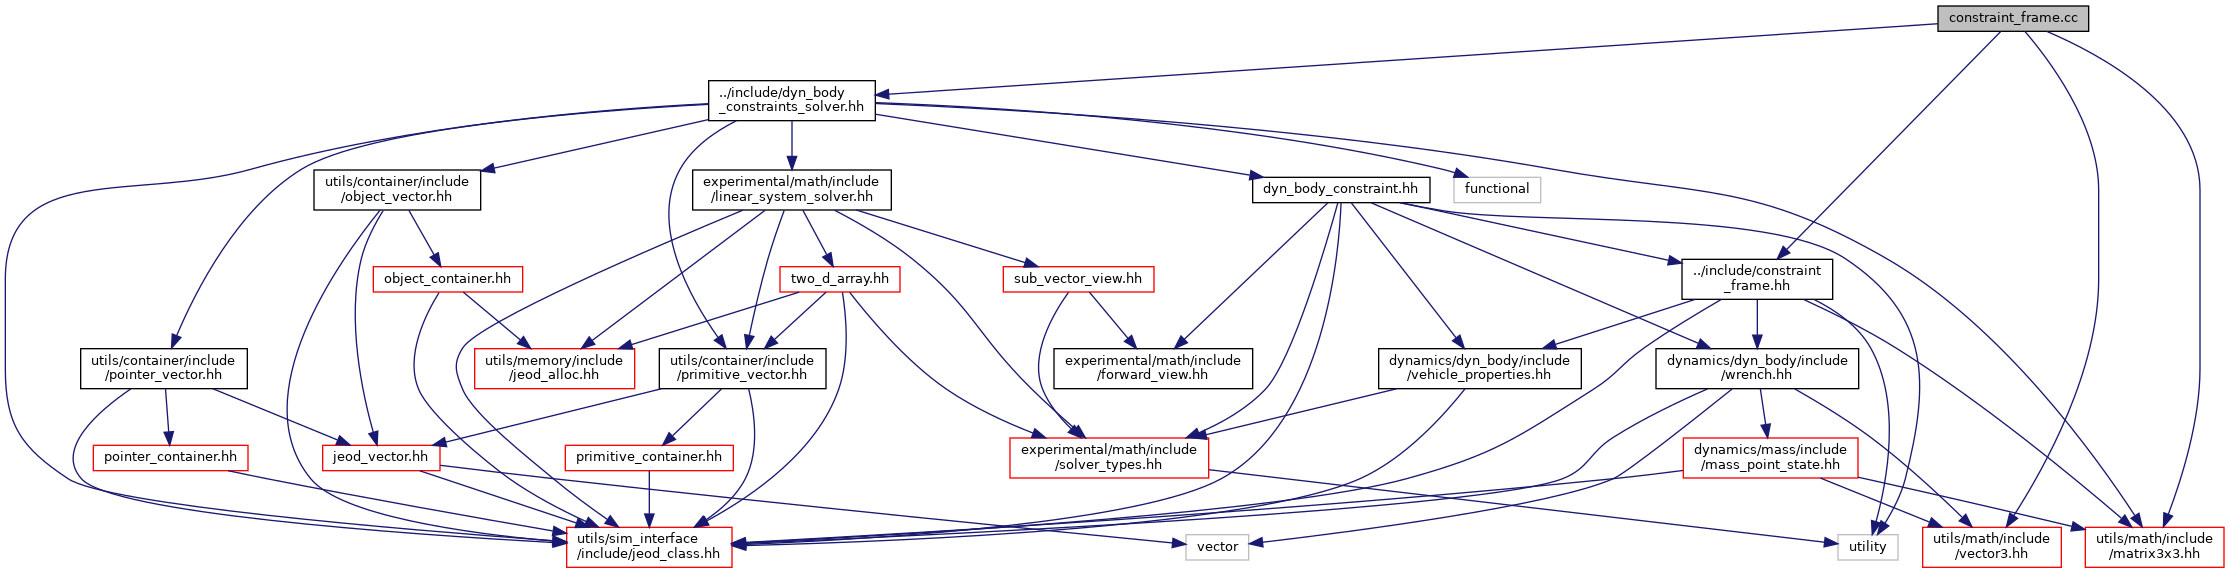 constraint_frame.cc
../include/dyn_body
_constraints_solver.hh
utils/container/include
/object_vector.hh
experimental/math/include
/linear_system_solver.hh
dyn_body_constraint.hh
functional
object_container.hh
two_d_array.hh
sub_vector_view.hh
../include/constraint
_frame.hh
utils/container/include
/pointer_vector.hh
utils/memory/include
/jeod_alloc.hh
utils/container/include
/primitive_vector.hh
experimental/math/include
/forward_view.hh
dynamics/dyn_body/include
/vehicle_properties.hh
dynamics/dyn_body/include
/wrench.hh
pointer_container.hh
jeod_vector.hh
primitive_container.hh
experimental/math/include
/solver_types.hh
dynamics/mass/include
/mass_point_state.hh
utils/sim_interface
/include/jeod_class.hh
vector
utility
utils/math/include
/vector3.hh
utils/math/include
/matrix3x3.hh